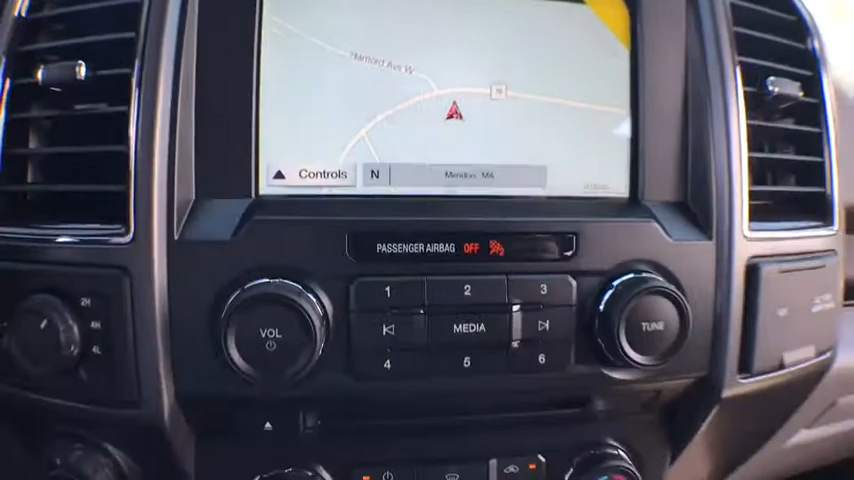 Hartford Ave W
Controls N Mendon, MA
PASSENGER AIRBAG OFF
1 2 3
2H
4H
4L
VOL
MEDIA
TUNE
4 5 6